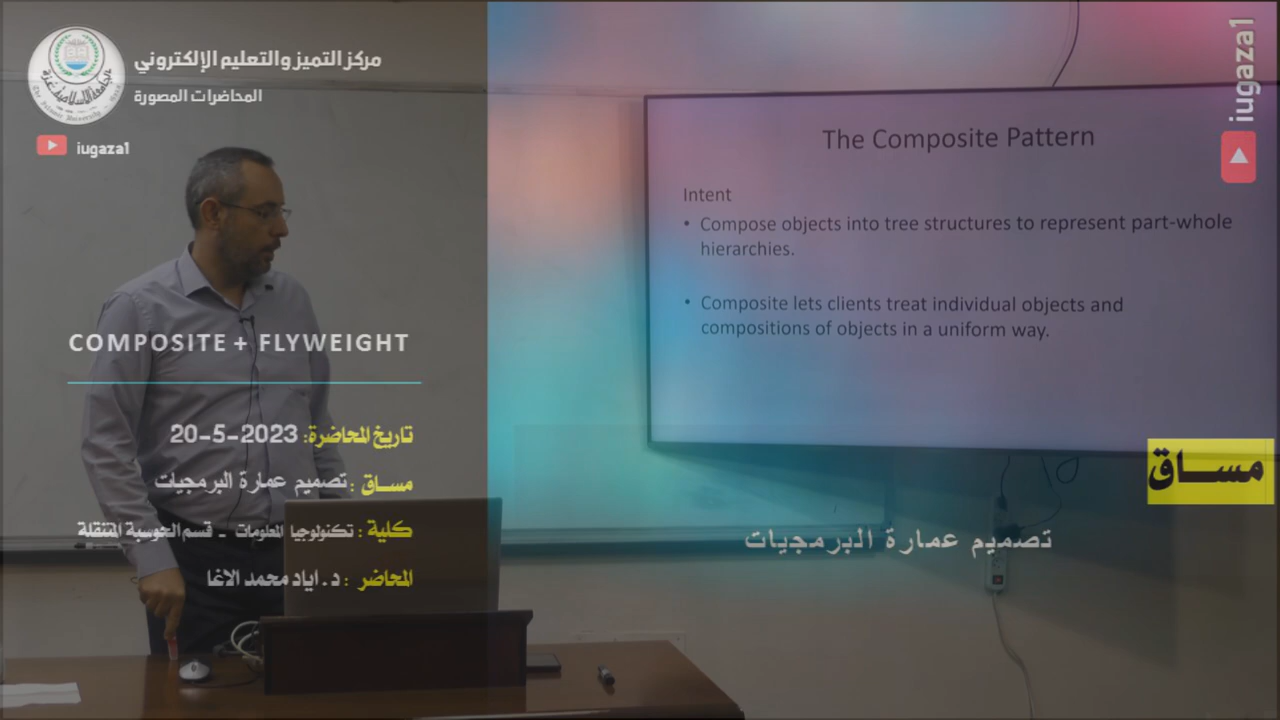 مركز التميز والتعليم الإلكتروني
المحاضرات المصورة
iugaza1
COMPOSITE + FLYWEIGHT
تاريخ المحاضرة: 2023-5-20
مساق : تصميم عمارة البرمجيات
كلية : تكنولوجيا المعلومات - قسم الحوسبة المتنقلة
المحاضر : د. اياد محمد الاغا
The Composite Pattern
Intent
• Compose objects into tree structures to represent part-whole
hierarchies.
• Composite lets clients treat individual objects and
compositions of objects in a uniform way.
iugaza1
مساق
تصميم عمارة البرمجيات